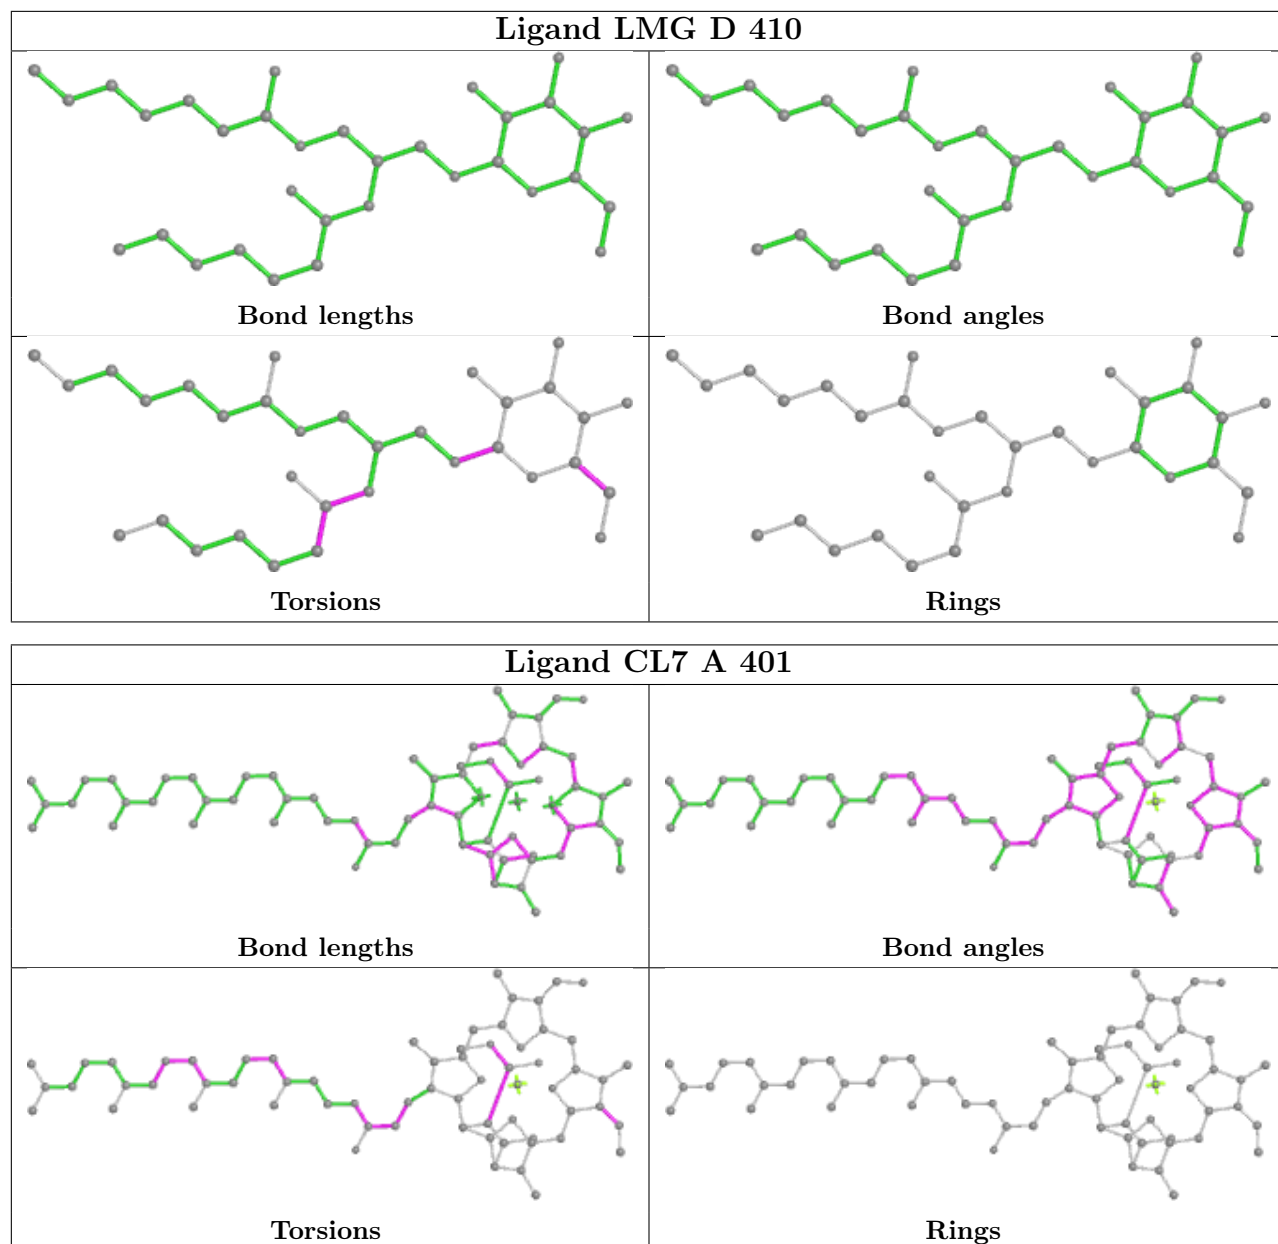 Ligand LMG D 410
Bond lengths
Bond angles
Torsions
Rings
Ligand CL7 A 401
Bond lengths
Bond angles
Torsions
Rings